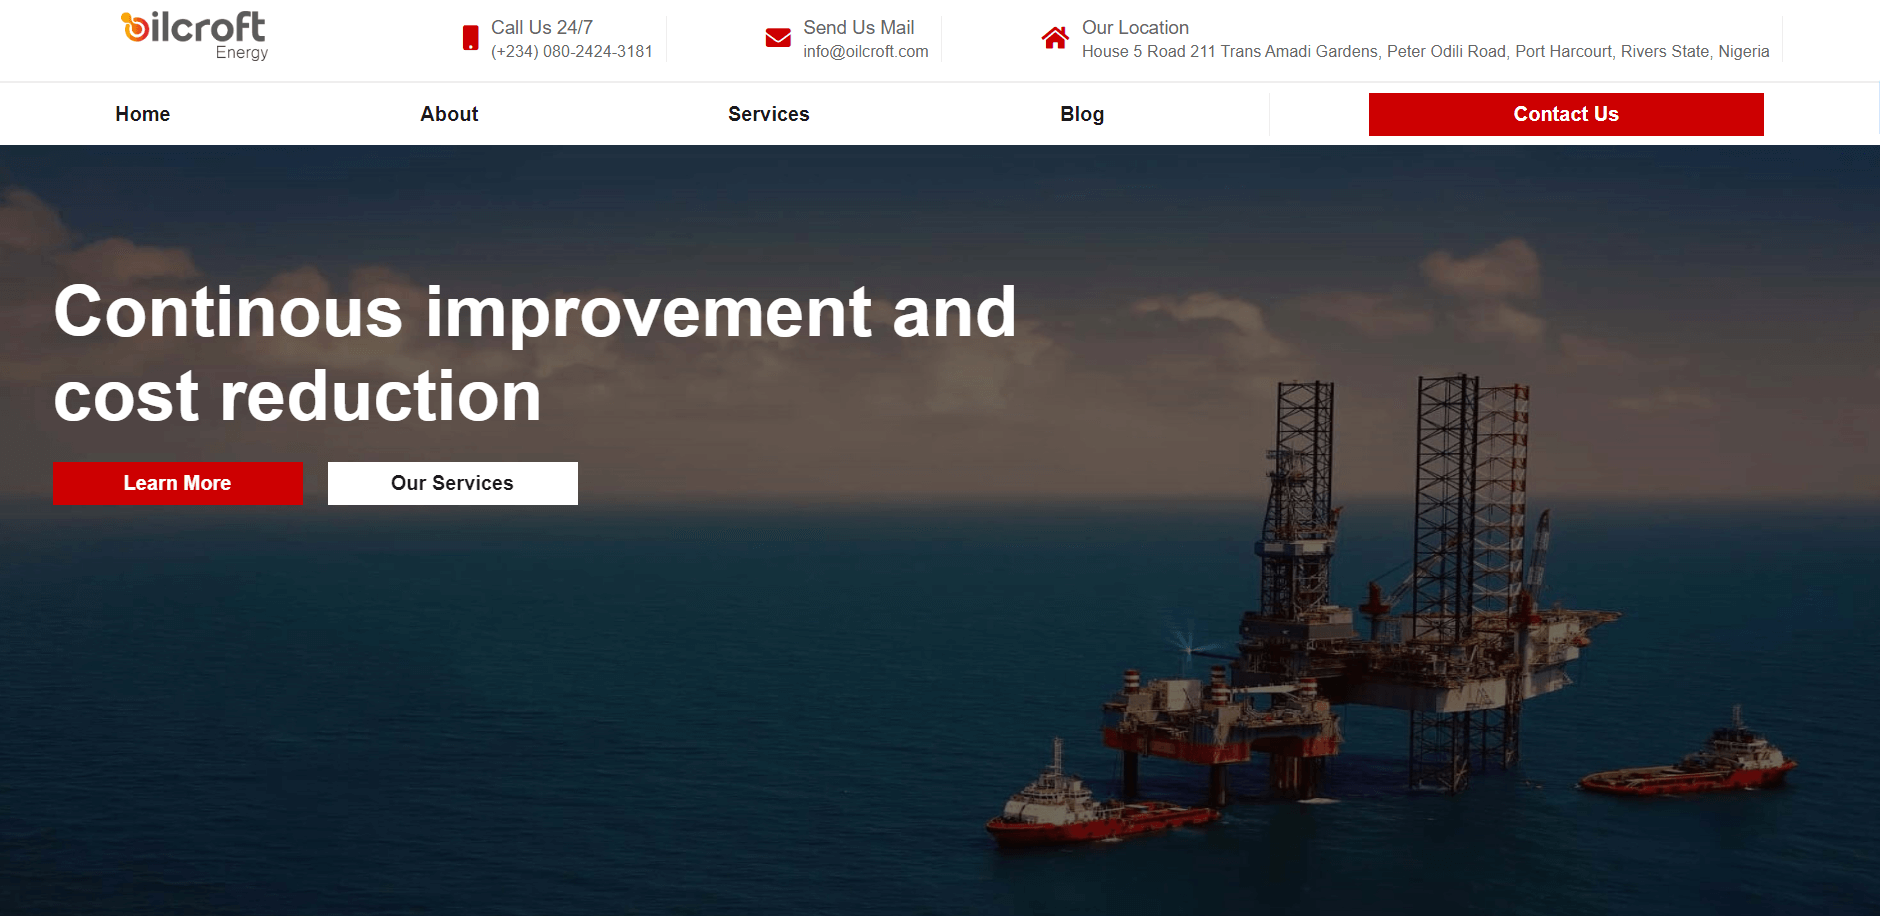 oilcroft
Energy
Call Us 24/7
(+234) 080-2424-3181
Send Us Mail
info@oilcroft.com
Our Location
House 5 Road 211 Trans Amadi Gardens, Peter Odili Road, Port Harcourt, Rivers State, Nigeria
Home
About
Services
Blog
Contact Us
Continous improvement and
cost reduction
Learn More
Our Services